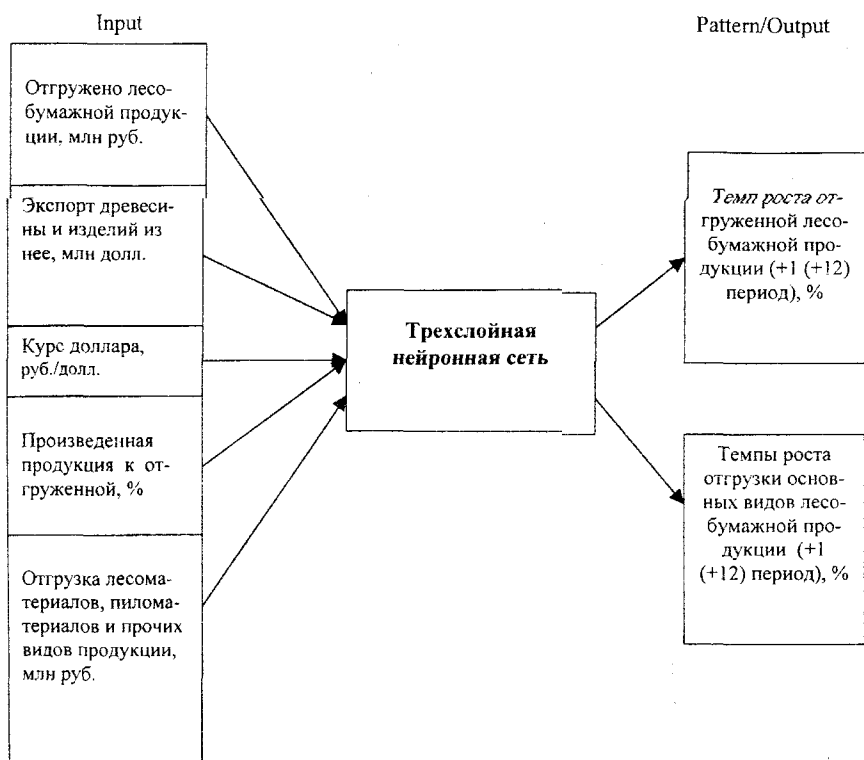 Input
Pattern/Output
Отгружено лесо-
бумажной продук-
ции, млн руб.
Экспорт древеси-
ны и изделий из
нее, млн долл.
Курс доллара,
руб./долл.
Произведенная
продукция к от-
груженной, %
Отгрузка лесома-
териалов, пилома-
териалов и прочих
видов продукции,
млн руб.
Трехслойная
нейронная сеть
Темп роста от-
груженной лесо-
бумажной про-
дукции (+1 (+12)
период), %
Темпы роста
отгрузки основ-
ных видов лесо-
бумажной про-
дукции (+1
(+12) период), %